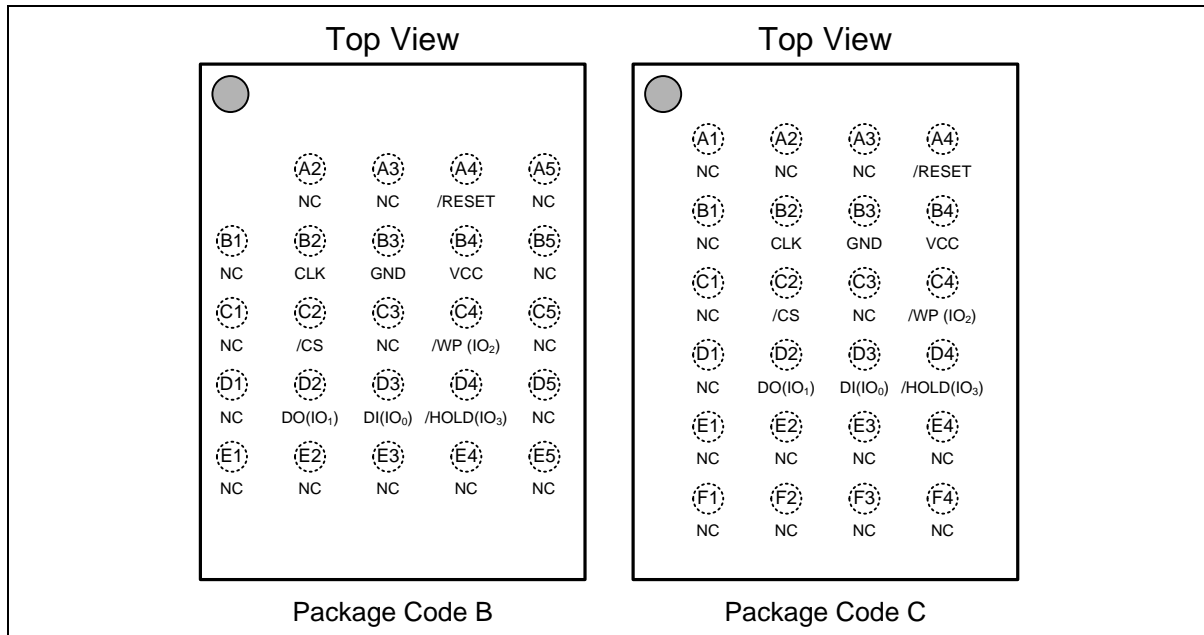 Top View
A2 A3 A4 A5
NC NC /RESET NC
B1 B2 B3 B4 B5
NC CLK GND VCC NC
C1 C2 C3 C4 C5
NC /CS NC /WP (IO₂) NC
D1 D2 D3 D4 D5
NC DO(IO₁) DI(IO₀) /HOLD(IO₃) NC
E1 E2 E3 E4 E5
NC NC NC NC NC
Package Code B
Top View
A1 A2 A3 A4
NC NC NC /RESET
B1 B2 B3 B4
NC CLK GND VCC
C1 C2 C3 C4
NC /CS NC /WP (IO₂)
D1 D2 D3 D4
NC DO(IO₁) DI(IO₀) /HOLD(IO₃)
E1 E2 E3 E4
NC NC NC NC
F1 F2 F3 F4
NC NC NC NC
Package Code C